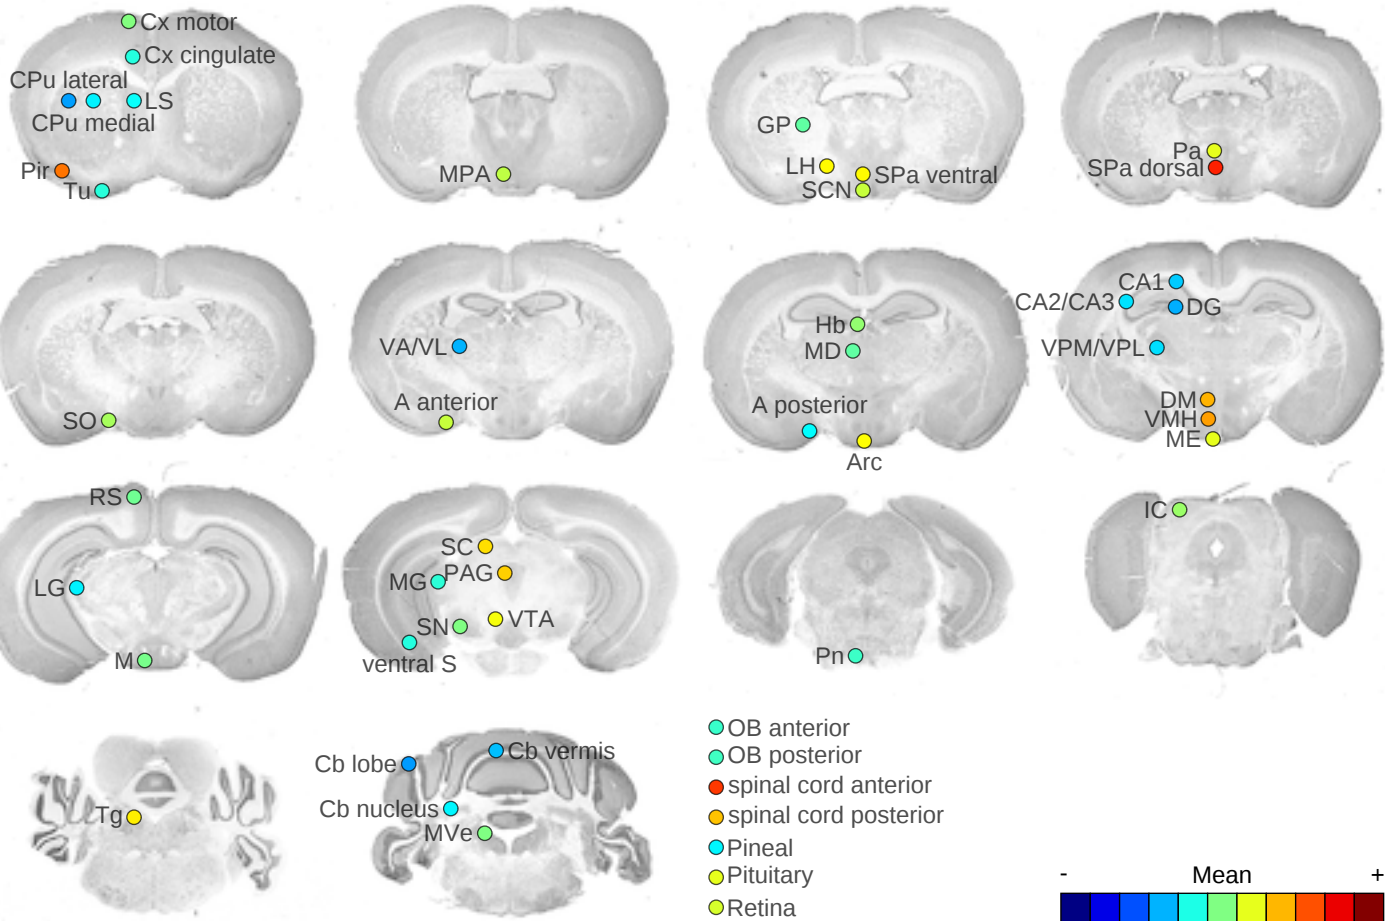 Cx motor
Cx cingulate
CPu lateral
LS
CPu medial
Pir
Tu
MPA
GP
LH
SPa ventral
SCN
Pa
SPa dorsal
SO
VA/VL
A anterior
Hb
MD
A posterior
Arc
CA1
CA2/CA3
DG
VPM/VPL
DM
VMH
ME
RS
LG
M
SC
PAG
MG
VTA
SN
ventral S
Pn
IC
Tg
Cb vermis
Cb lobe
Cb nucleus
MVe
OB anterior
OB posterior
spinal cord anterior
spinal cord posterior
Pineal
Pituitary
Retina
- Mean +